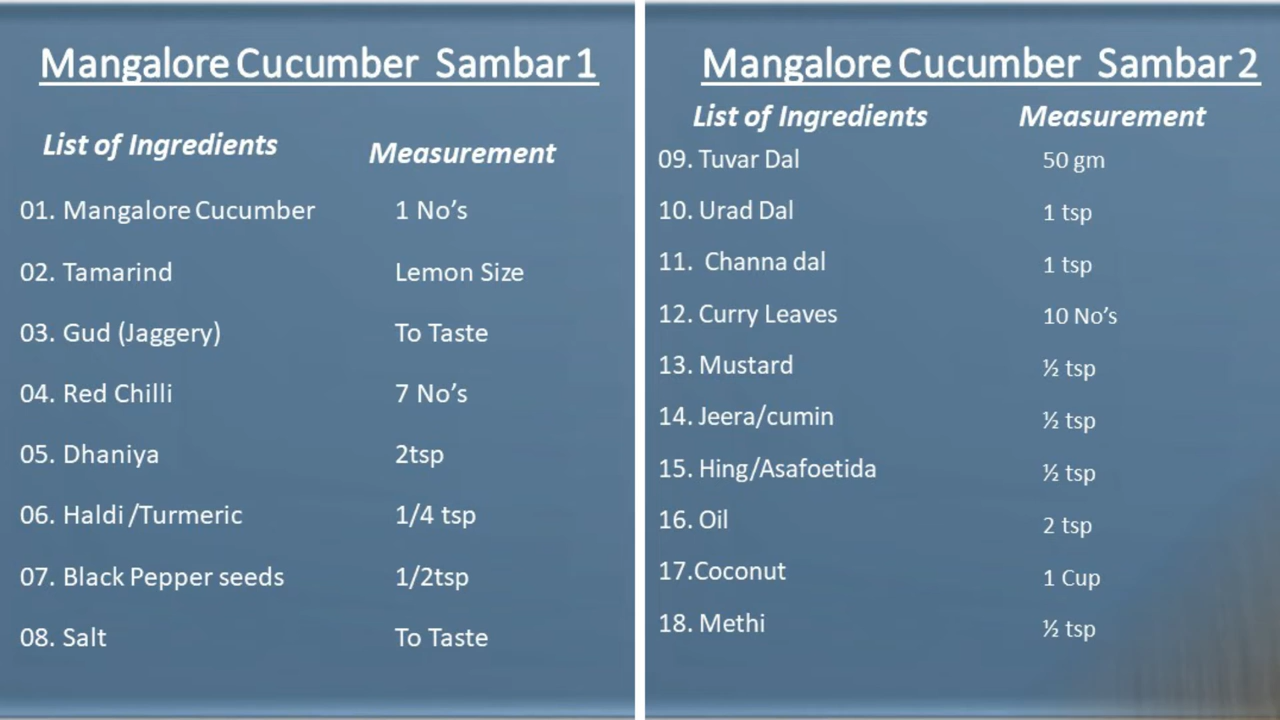 Mangalore Cucumber Sambar 1
List of Ingredients Measurement
01. Mangalore Cucumber 1 No's
02. Tamarind Lemon Size
03. Gud (Jaggery) To Taste
04. Red Chilli 7 No's
05. Dhaniya 2tsp
06. Haldi /Turmeric 1/4 tsp
07. Black Pepper seeds 1/2tsp
08. Salt To Taste
Mangalore Cucumber Sambar 2
List of Ingredients Measurement
09. Tuvar Dal 50 gm
10. Urad Dal 1 tsp
11. Channa dal 1 tsp
12. Curry Leaves 10 No's
13. Mustard ½ tsp
14. Jeera/cumin ½ tsp
15. Hing/Asafoetida ½ tsp
16. Oil 2 tsp
17.Coconut 1 Cup
18. Methi ½ tsp